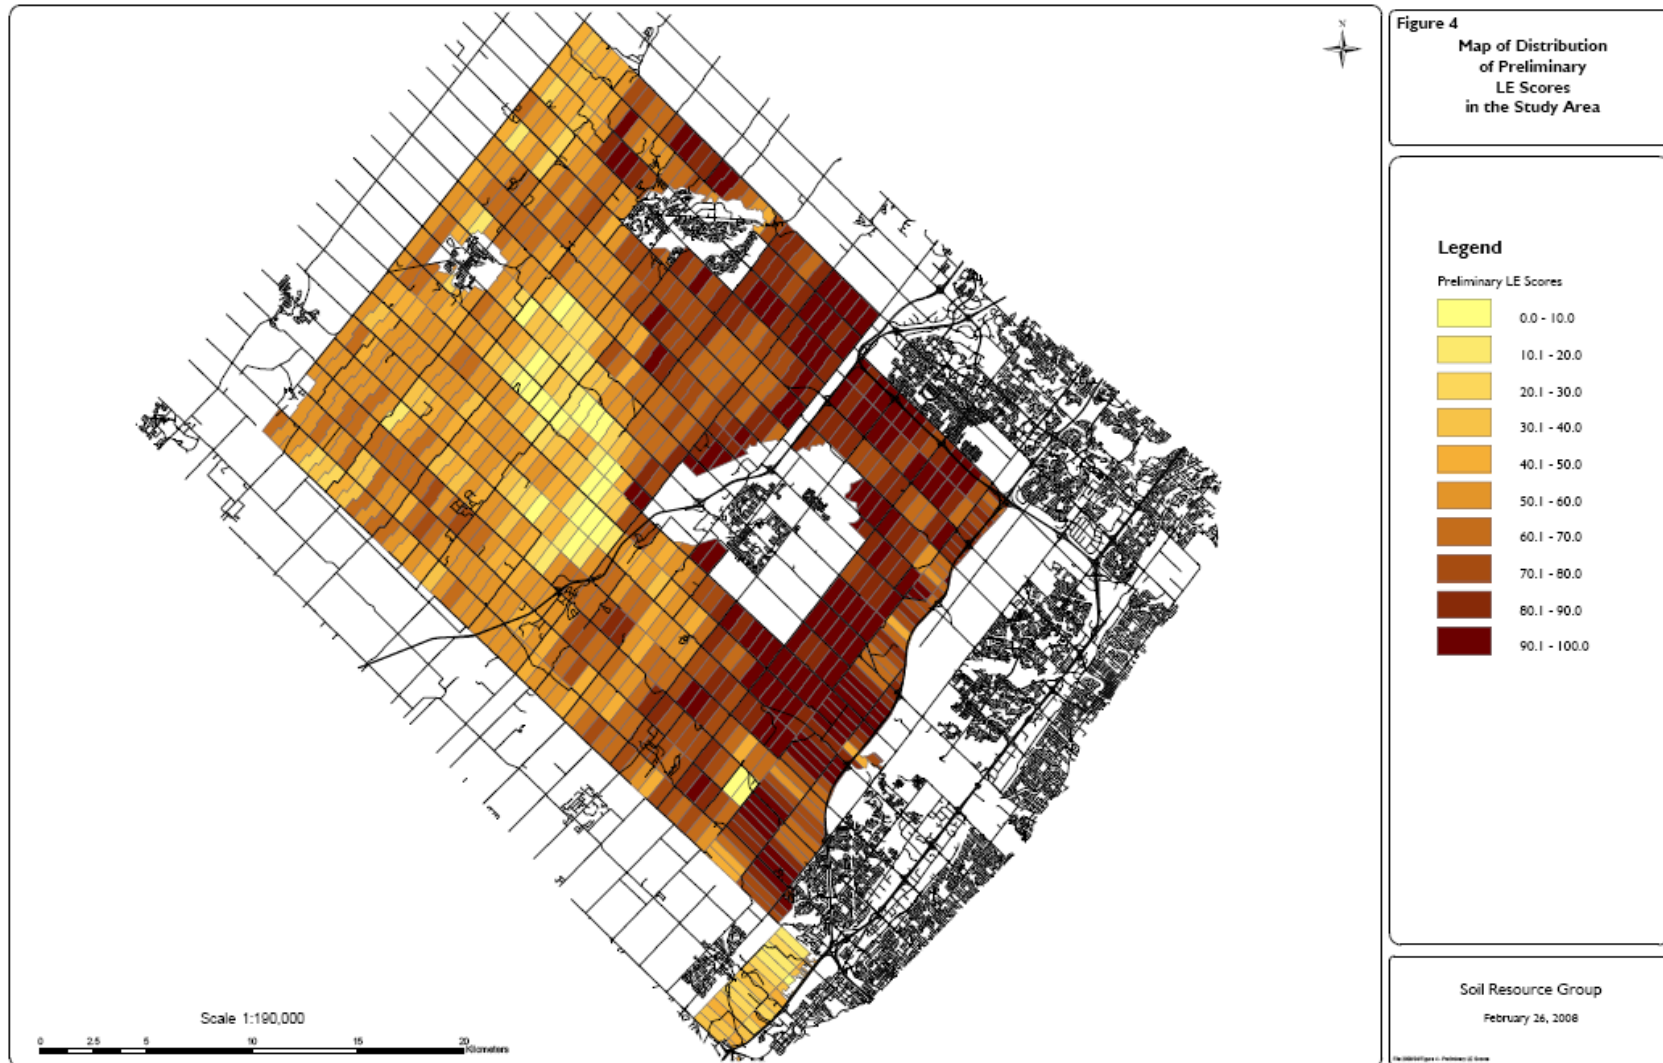 Figure 4
Map of Distribution
of Preliminary
LE Scores
in the Study Area
N
Legend
Preliminary LE Scores
0.0 - 10.0
10.1 - 20.0
20.1 - 30.0
30.1 - 40.0
40.1 - 50.0
50.1 - 60.0
60.1 - 70.0
70.1 - 80.0
80.1 - 90.0
90.1 - 100.0
Scale 1:190,000
0 2.5 5 10 15 20
Kilometers
Soil Resource Group
February 26, 2008